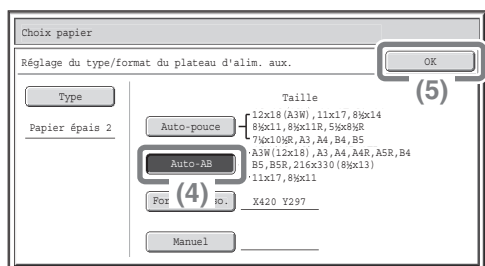 Choix papier
Réglage du type/format du plateau d'alim. aux.
OK
(5)
Type
Papier épais 2
Taille
Auto-pouce
12x18(A3W),11x17,8½x14
8½x11,8½x11R,5½x8½R
7¼x10½R,A3,A4,B4,B5
Auto-AB
A3W(12x18),A3,A4,A4R,A5R,B4
B5,B5R,216x330(8½x13)
11x17,8½x11
(4)
X420 Y297
Manuel